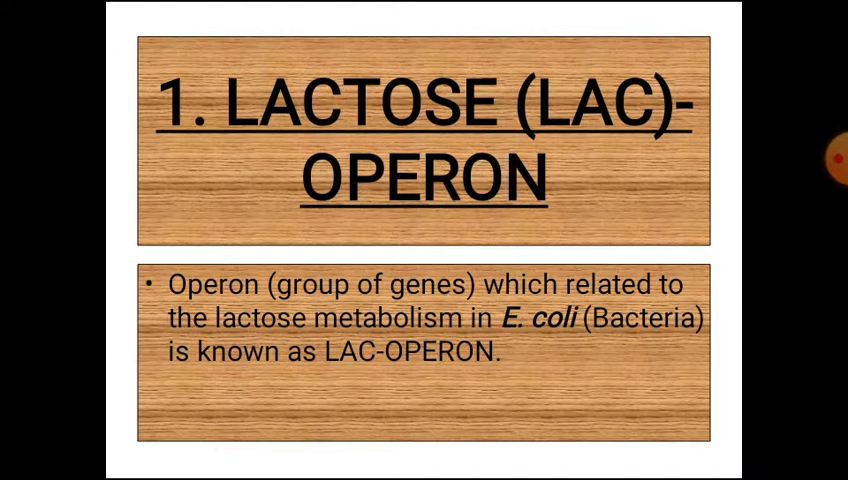 1. LACTOSE (LAC)-
OPERON
• Operon (group of genes) which related to
the lactose metabolism in E. coli (Bacteria)
is known as LAC-OPERON.